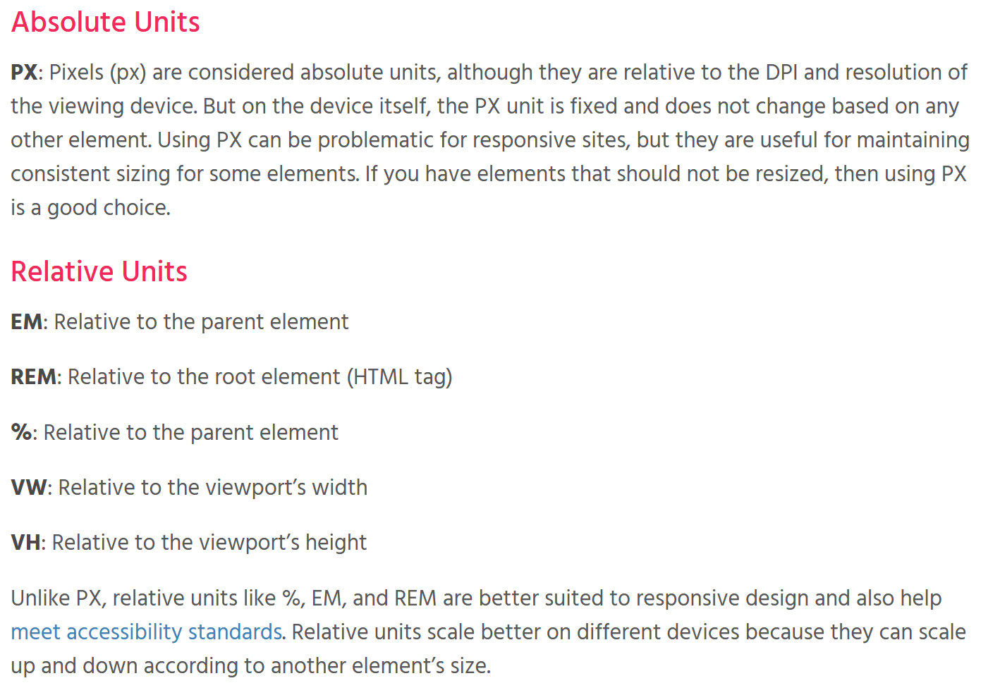 Absolute Units
PX: Pixels (px) are considered absolute units, although they are relative to the DPI and resolution of
the viewing device. But on the device itself, the PX unit is fixed and does not change based on any
other element. Using PX can be problematic for responsive sites, but they are useful for maintaining
consistent sizing for some elements. If you have elements that should not be resized, then using PX
is a good choice.
Relative Units
EM: Relative to the parent element
REM: Relative to the root element (HTML tag)
%: Relative to the parent element
VW: Relative to the viewport’s width
VH: Relative to the viewport’s height
Unlike PX, relative units like %, EM, and REM are better suited to responsive design and also help
meet accessibility standards. Relative units scale better on different devices because they can scale
up and down according to another element’s size.